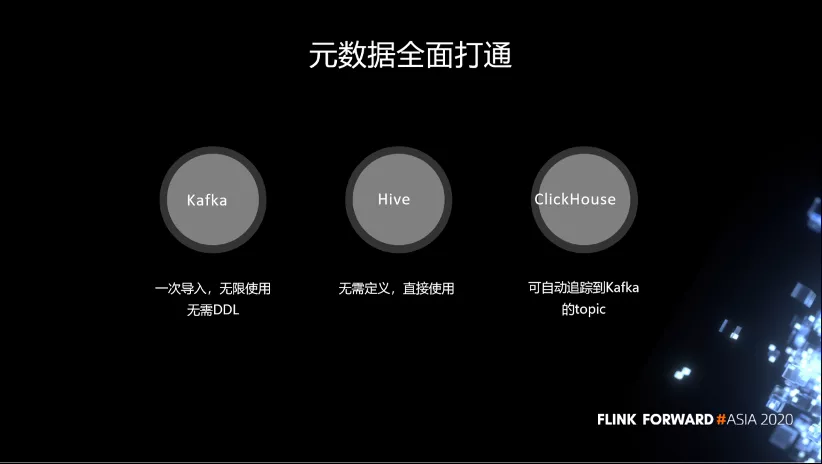 元数据全面打通
Kafka
Hive
ClickHouse
一次导入，无限使用
无需DDL
无需定义，直接使用
可自动追踪到Kafka
的topic
FLINK FORWARD #ASIA 2020